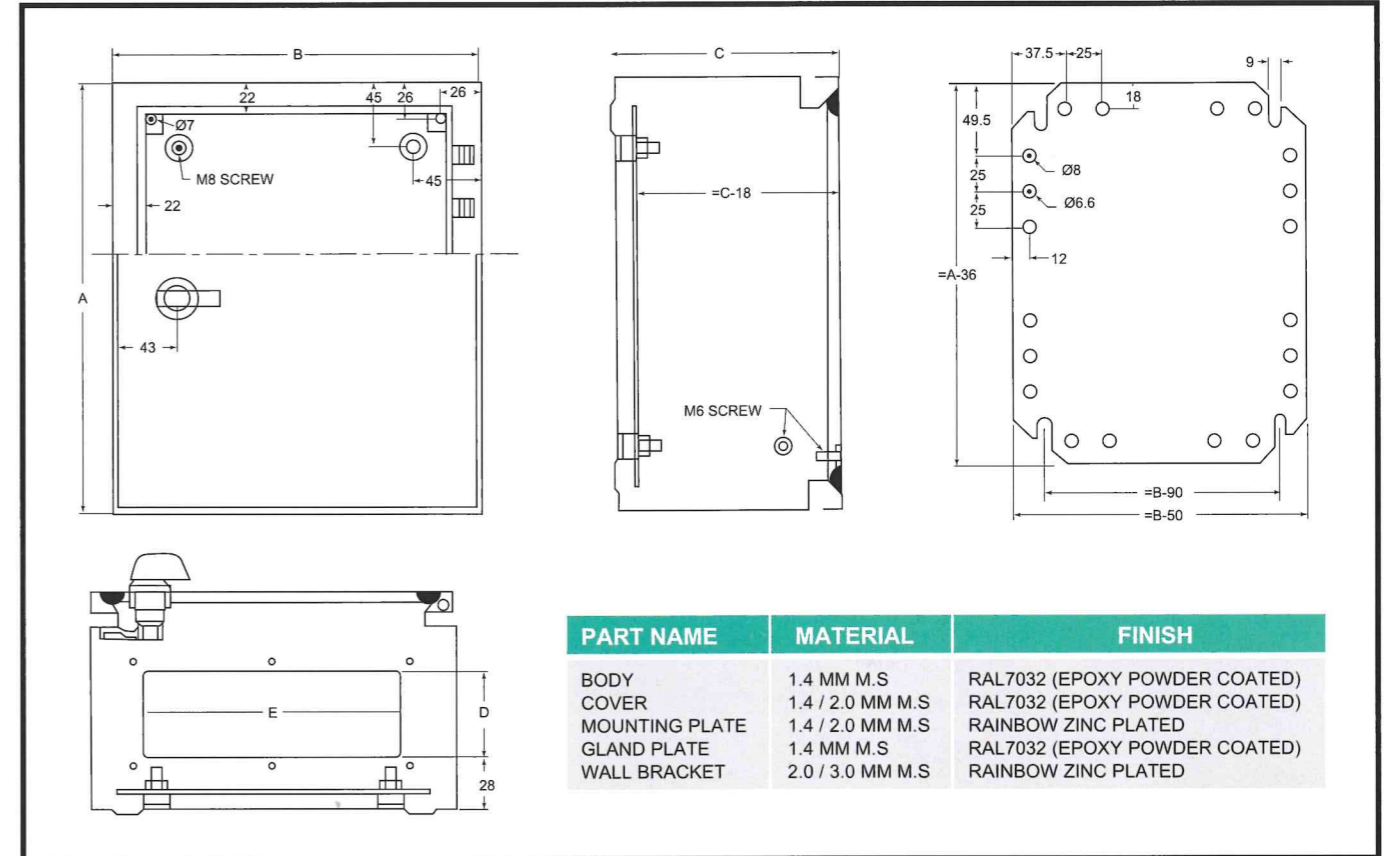 B
22
45
26
26
Ø7
M8 SCREW
45
22
A
43
C
=C-18
M6 SCREW
37.5
25
9
18
49.5
Ø8
25
Ø6.6
25
12
=A-36
=B-90
=B-50
E
D
28
PART NAME MATERIAL FINISH
BODY 1.4 MM M.S RAL7032 (EPOXY POWDER COATED)
COVER 1.4 / 2.0 MM M.S RAL7032 (EPOXY POWDER COATED)
MOUNTING PLATE 1.4 / 2.0 MM M.S RAINBOW ZINC PLATED
GLAND PLATE 1.4 MM M.S RAL7032 (EPOXY POWDER COATED)
WALL BRACKET 2.0 / 3.0 MM M.S RAINBOW ZINC PLATED